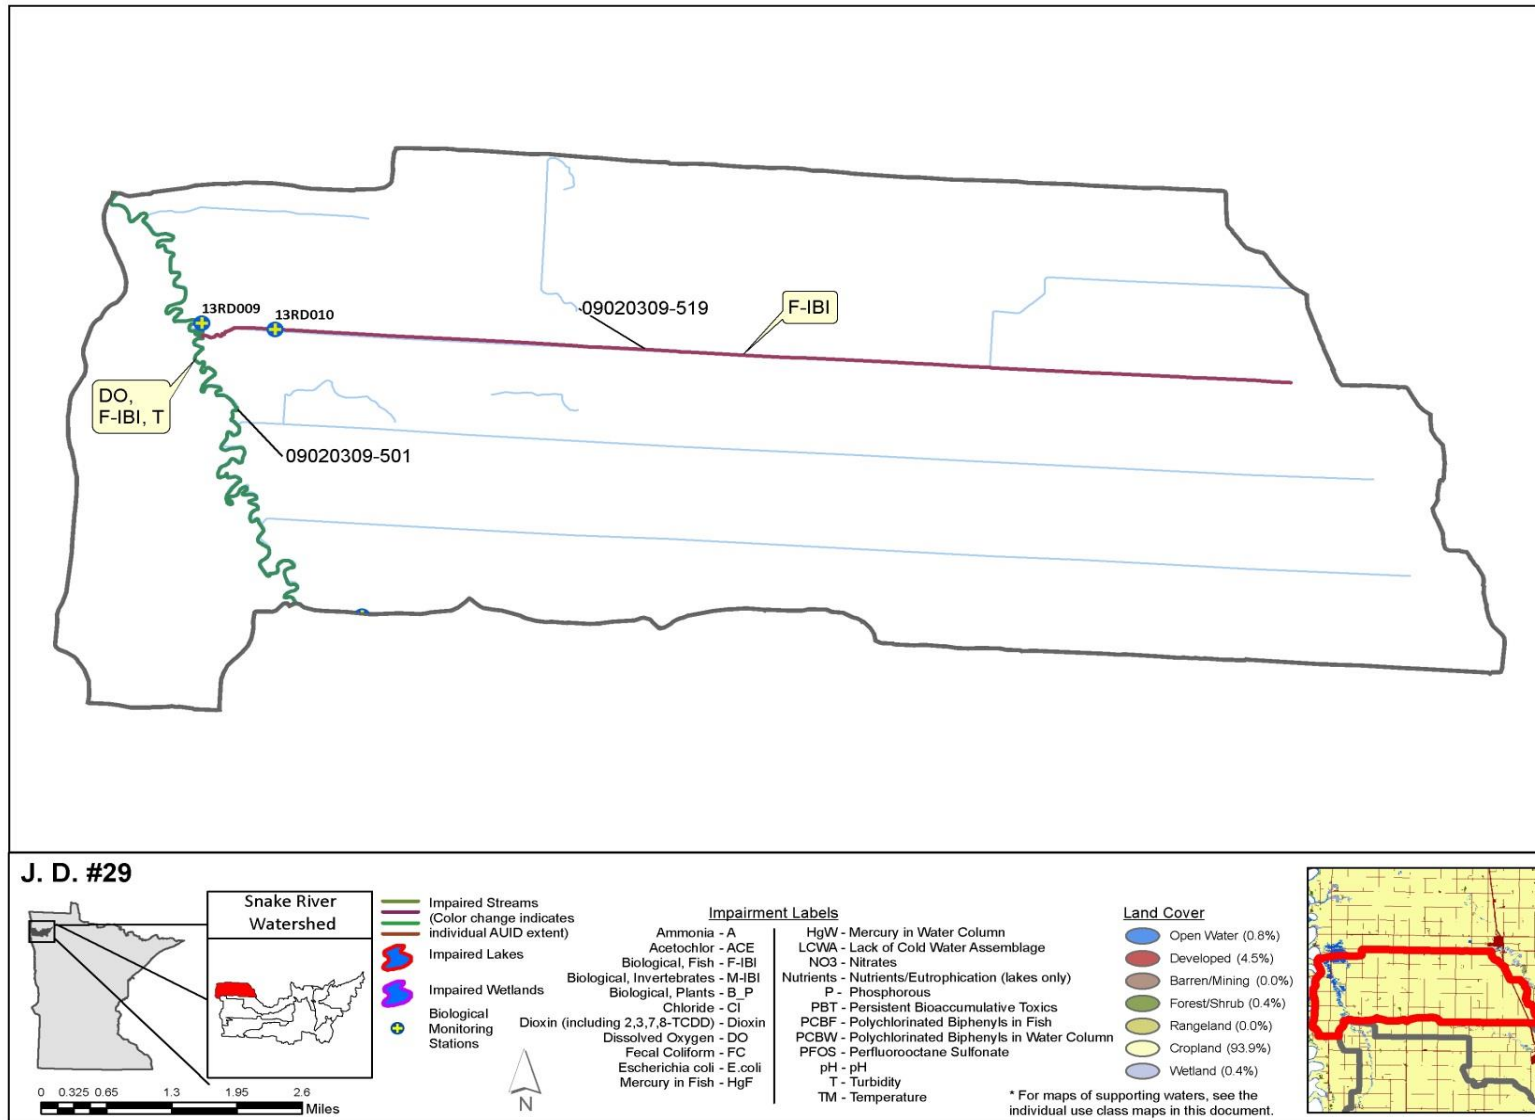 13RD009
13RD010
09020309-519
F-IBI
DO,
F-IBI, T
09020309-501
J. D. #29
Snake River
Watershed
0 0.325 0.65 1.3 1.95 2.6
Miles
Impaired Streams
(Color change indicates
individual AUID extent)
Impaired Lakes
Impaired Wetlands
Biological
Monitoring
Stations
N
Impairment Labels
Ammonia - A
Acetochlor - ACE
Biological, Fish - F-IBI
Biological, Invertebrates - M-IBI
Biological, Plants - B_P
Chloride - Cl
Dioxin (including 2,3,7,8-TCDD) - Dioxin
Dissolved Oxygen - DO
Fecal Coliform - FC
Escherichia coli - E.coli
Mercury in Fish - HgF
HgW - Mercury in Water Column
LCWA - Lack of Cold Water Assemblage
NO3 - Nitrates
Nutrients - Nutrients/Eutrophication (lakes only)
P - Phosphorous
PBT - Persistent Bioaccumulative Toxics
PCBF - Polychlorinated Biphenyls in Fish
PCBW - Polychlorinated Biphenyls in Water Column
PFOS - Perfluorooctane Sulfonate
pH - pH
T - Turbidity
TM - Temperature
Land Cover
Open Water (0.8%)
Developed (4.5%)
Barren/Mining (0.0%)
Forest/Shrub (0.4%)
Rangeland (0.0%)
Cropland (93.9%)
Wetland (0.4%)
* For maps of supporting waters, see the
individual use class maps in this document.